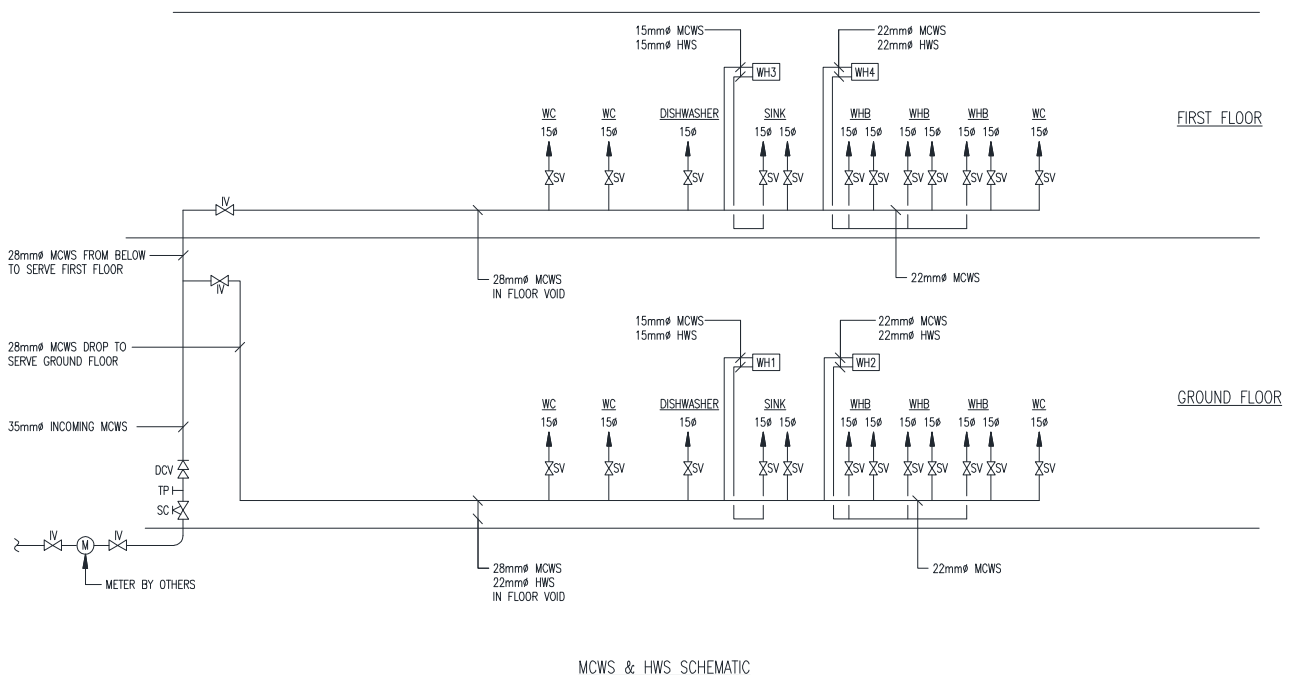 15mmø MCWS
15mmø HWS
22mmø MCWS
22mmø HWS
WH3
WH4
WC
WC
DISHWASHER
SINK
WHB
WHB
WHB
WC
15ø
15ø
15ø
15ø 15ø
15ø 15ø
15ø 15ø
15ø 15ø
15ø
FIRST FLOOR
SV
SV
SV
SV
SV
SV
SV
SV
SV
SV
SV
SV
IV
28mmø MCWS FROM BELOW
TO SERVE FIRST FLOOR
28mmø MCWS
IN FLOOR VOID
22mmø MCWS
IV
28mmø MCWS DROP TO
SERVE GROUND FLOOR
15mmø MCWS
15mmø HWS
22mmø MCWS
22mmø HWS
WH1
WH2
WC
WC
DISHWASHER
SINK
WHB
WHB
WHB
WC
15ø
15ø
15ø
15ø 15ø
15ø 15ø
15ø 15ø
15ø 15ø
15ø
GROUND FLOOR
35mmø INCOMING MCWS
SV
SV
SV
SV
SV
SV
SV
SV
SV
SV
SV
SV
DCV
TP
SC
IV
M
IV
METER BY OTHERS
28mmø MCWS
22mmø HWS
IN FLOOR VOID
22mmø MCWS
MCWS & HWS SCHEMATIC